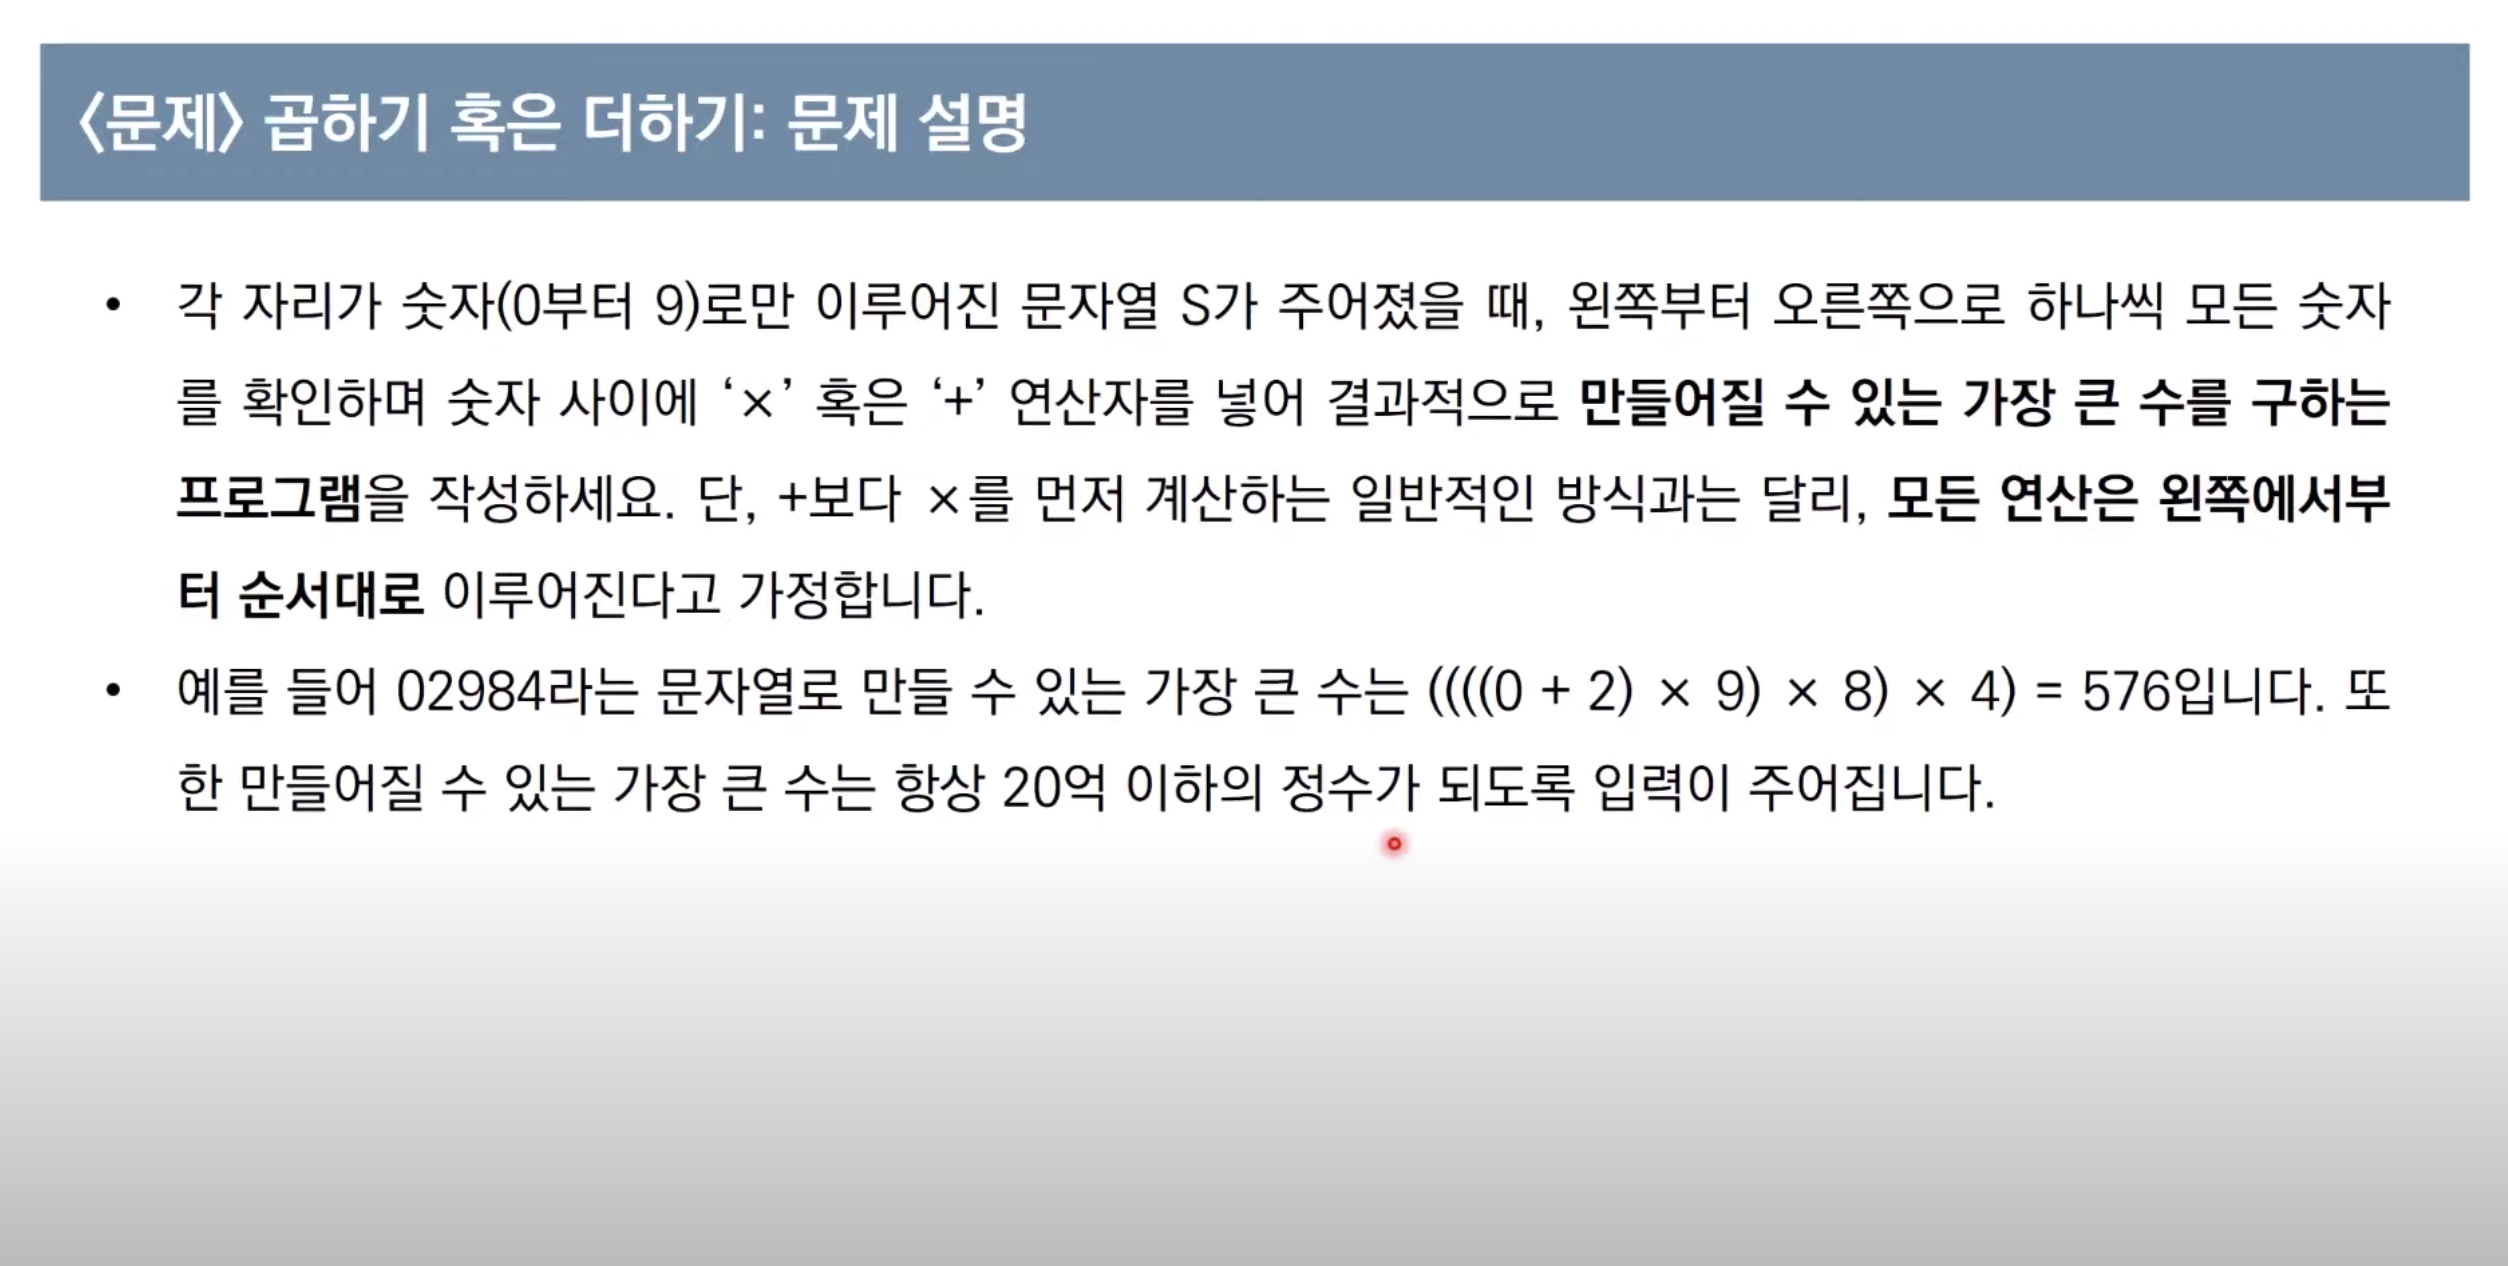 <문제> 곱하기 혹은 더하기: 문제 설명
• 각 자리가 숫자(0부터 9)로만 이루어진 문자열 S가 주어졌을 때, 왼쪽부터 오른쪽으로 하나씩 모든 숫자
를 확인하며 숫자 사이에 ‘×’ 혹은 ‘+’ 연산자를 넣어 결과적으로 만들어질 수 있는 가장 큰 수를 구하는
프로그램을 작성하세요. 단, +보다 ×를 먼저 계산하는 일반적인 방식과는 달리, 모든 연산은 왼쪽에서부
터 순서대로 이루어진다고 가정합니다.
• 예를 들어 02984라는 문자열로 만들 수 있는 가장 큰 수는 ((((0 + 2) × 9) × 8) × 4) = 576입니다. 또
한 만들어질 수 있는 가장 큰 수는 항상 20억 이하의 정수가 되도록 입력이 주어집니다.